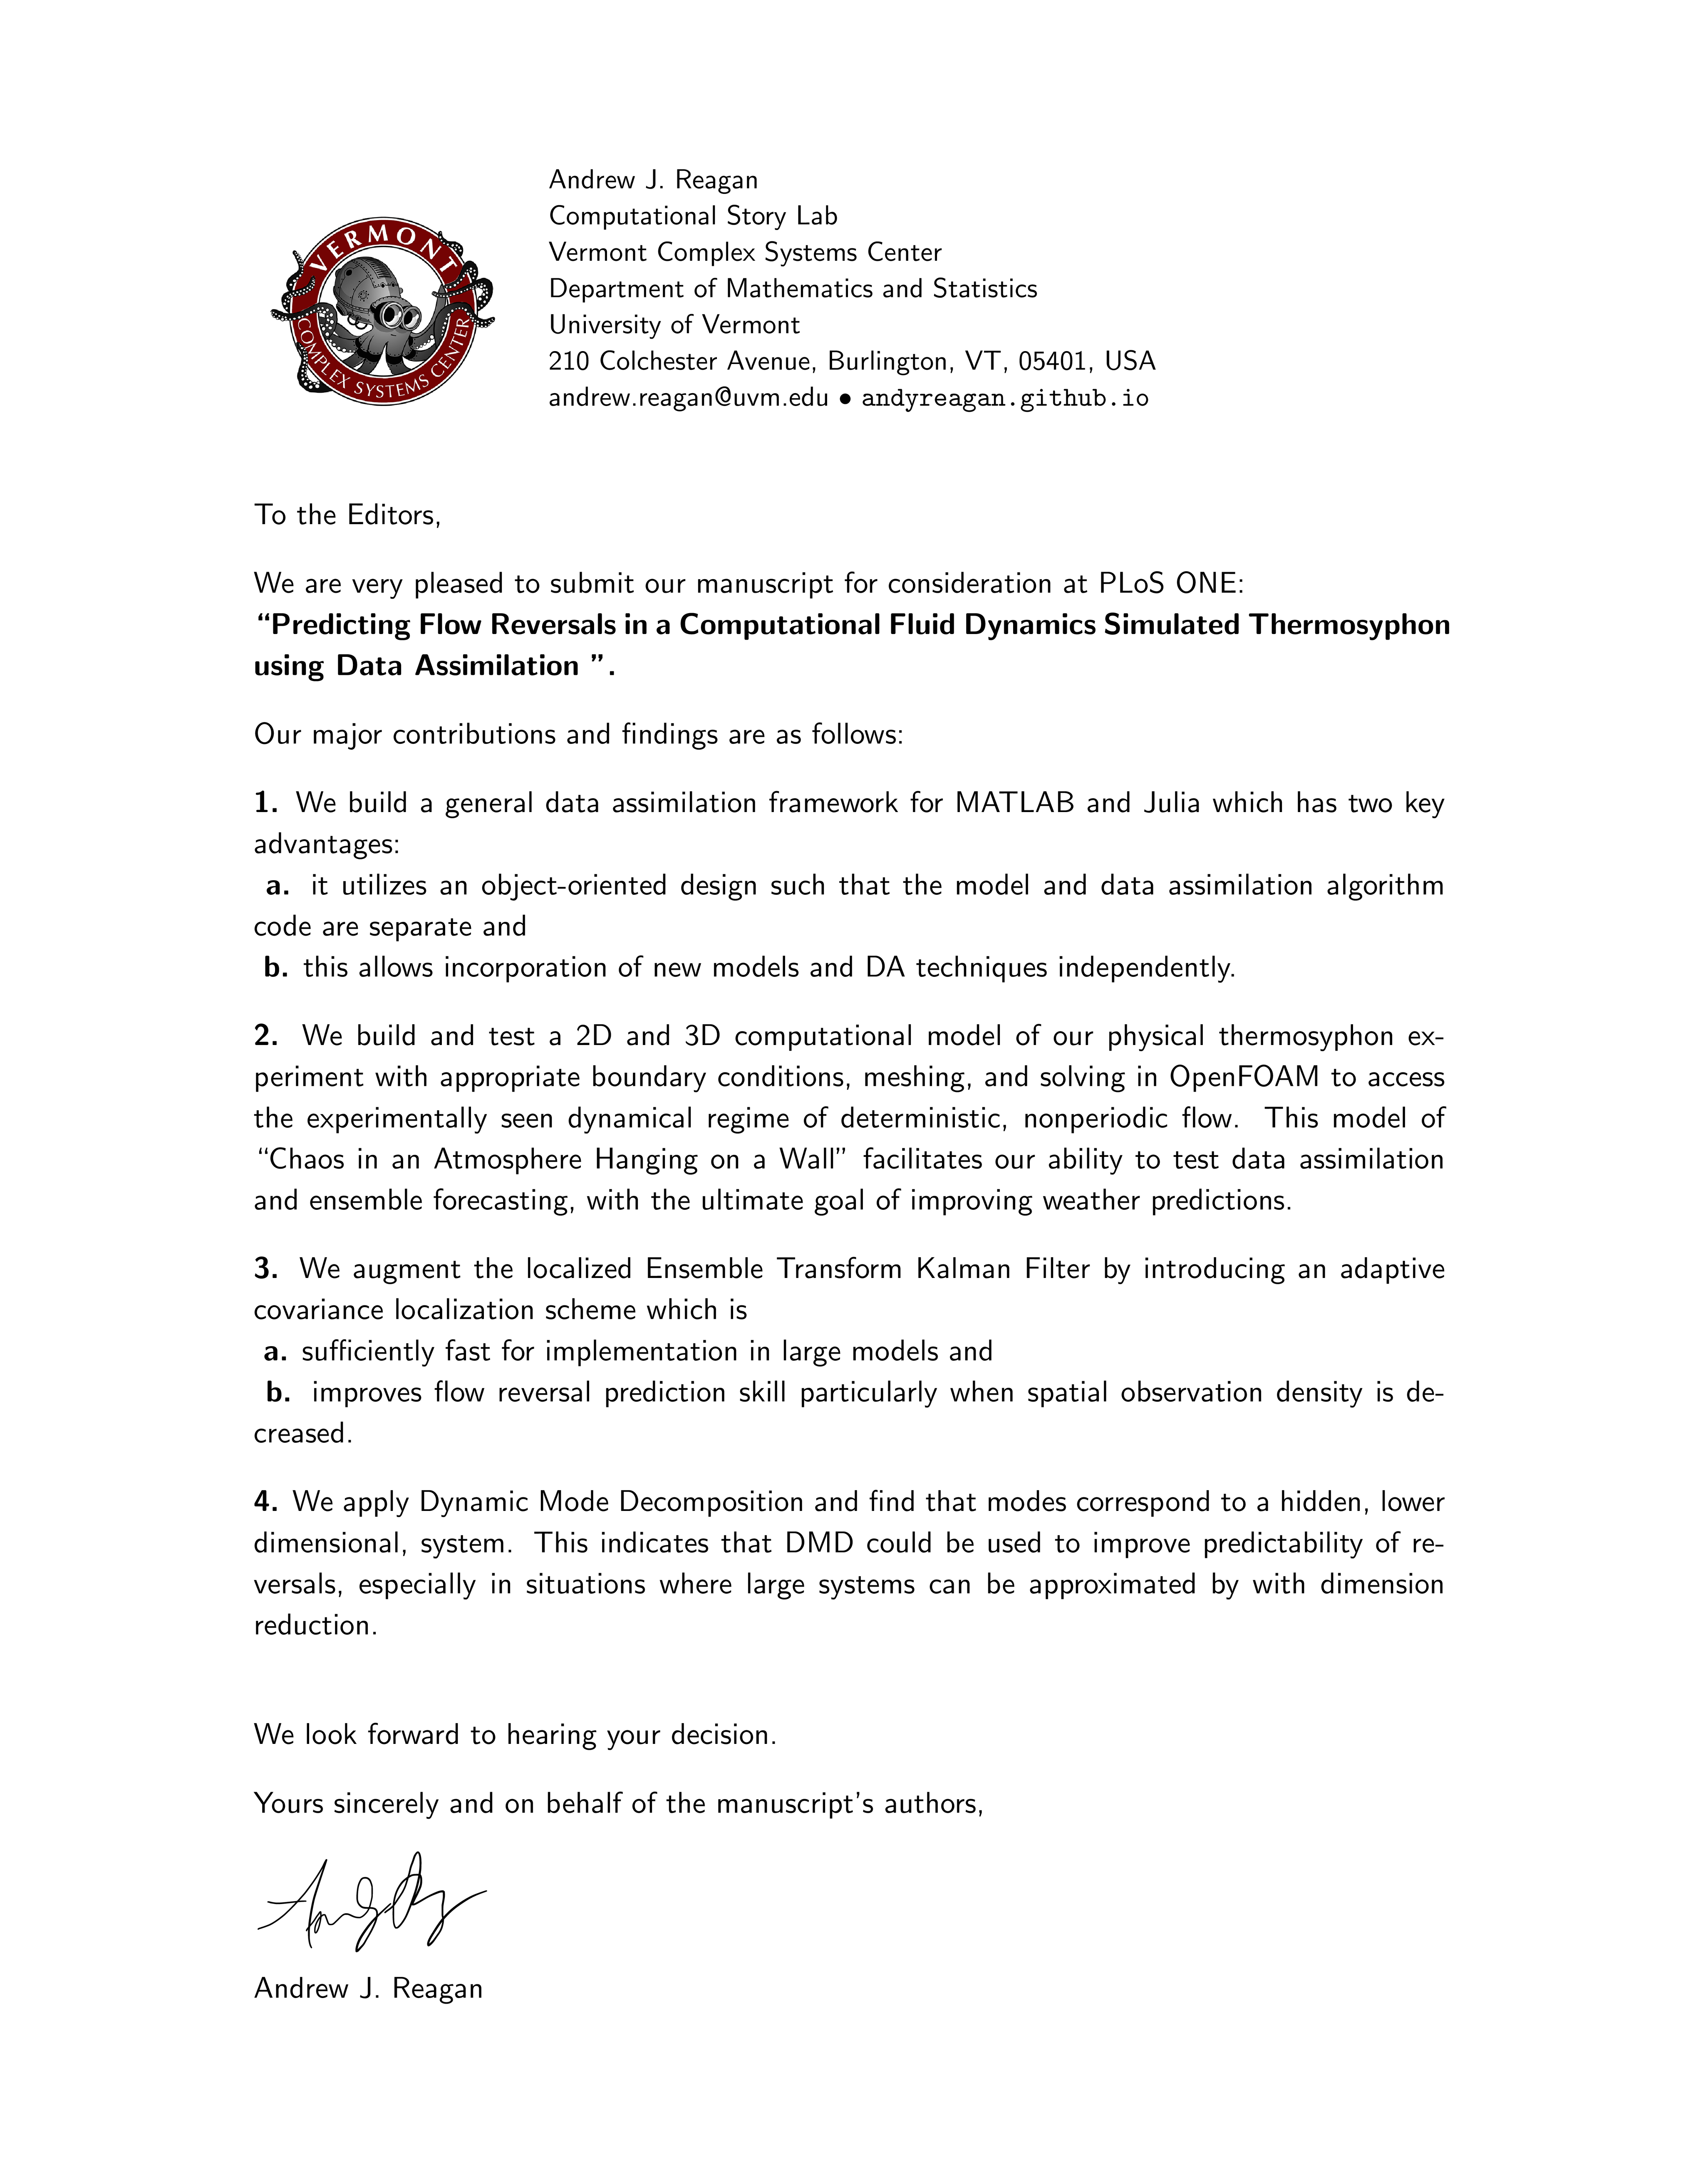 VERMONT
COMPLEX SYSTEMS CENTER
Andrew J. Reagan
Computational Story Lab
Vermont Complex Systems Center
Department of Mathematics and Statistics
University of Vermont
210 Colchester Avenue, Burlington, VT, 05401, USA
andrew.reagan@uvm.edu • andyreagan.github.io
To the Editors,
We are very pleased to submit our manuscript for consideration at PLoS ONE:
“Predicting Flow Reversals in a Computational Fluid Dynamics Simulated Thermosyphon
using Data Assimilation ”.
Our major contributions and findings are as follows:
1. We build a general data assimilation framework for MATLAB and Julia which has two key
advantages:
a. it utilizes an object-oriented design such that the model and data assimilation algorithm
code are separate and
b. this allows incorporation of new models and DA techniques independently.
2. We build and test a 2D and 3D computational model of our physical thermosyphon ex-
periment with appropriate boundary conditions, meshing, and solving in OpenFOAM to access
the experimentally seen dynamical regime of deterministic, nonperiodic flow. This model of
“Chaos in an Atmosphere Hanging on a Wall” facilitates our ability to test data assimilation
and ensemble forecasting, with the ultimate goal of improving weather predictions.
3. We augment the localized Ensemble Transform Kalman Filter by introducing an adaptive
covariance localization scheme which is
a. sufficiently fast for implementation in large models and
b. improves flow reversal prediction skill particularly when spatial observation density is de-
creased.
4. We apply Dynamic Mode Decomposition and find that modes correspond to a hidden, lower
dimensional, system. This indicates that DMD could be used to improve predictability of re-
versals, especially in situations where large systems can be approximated by with dimension
reduction.
We look forward to hearing your decision.
Yours sincerely and on behalf of the manuscript’s authors,
Andrew J. Reagan